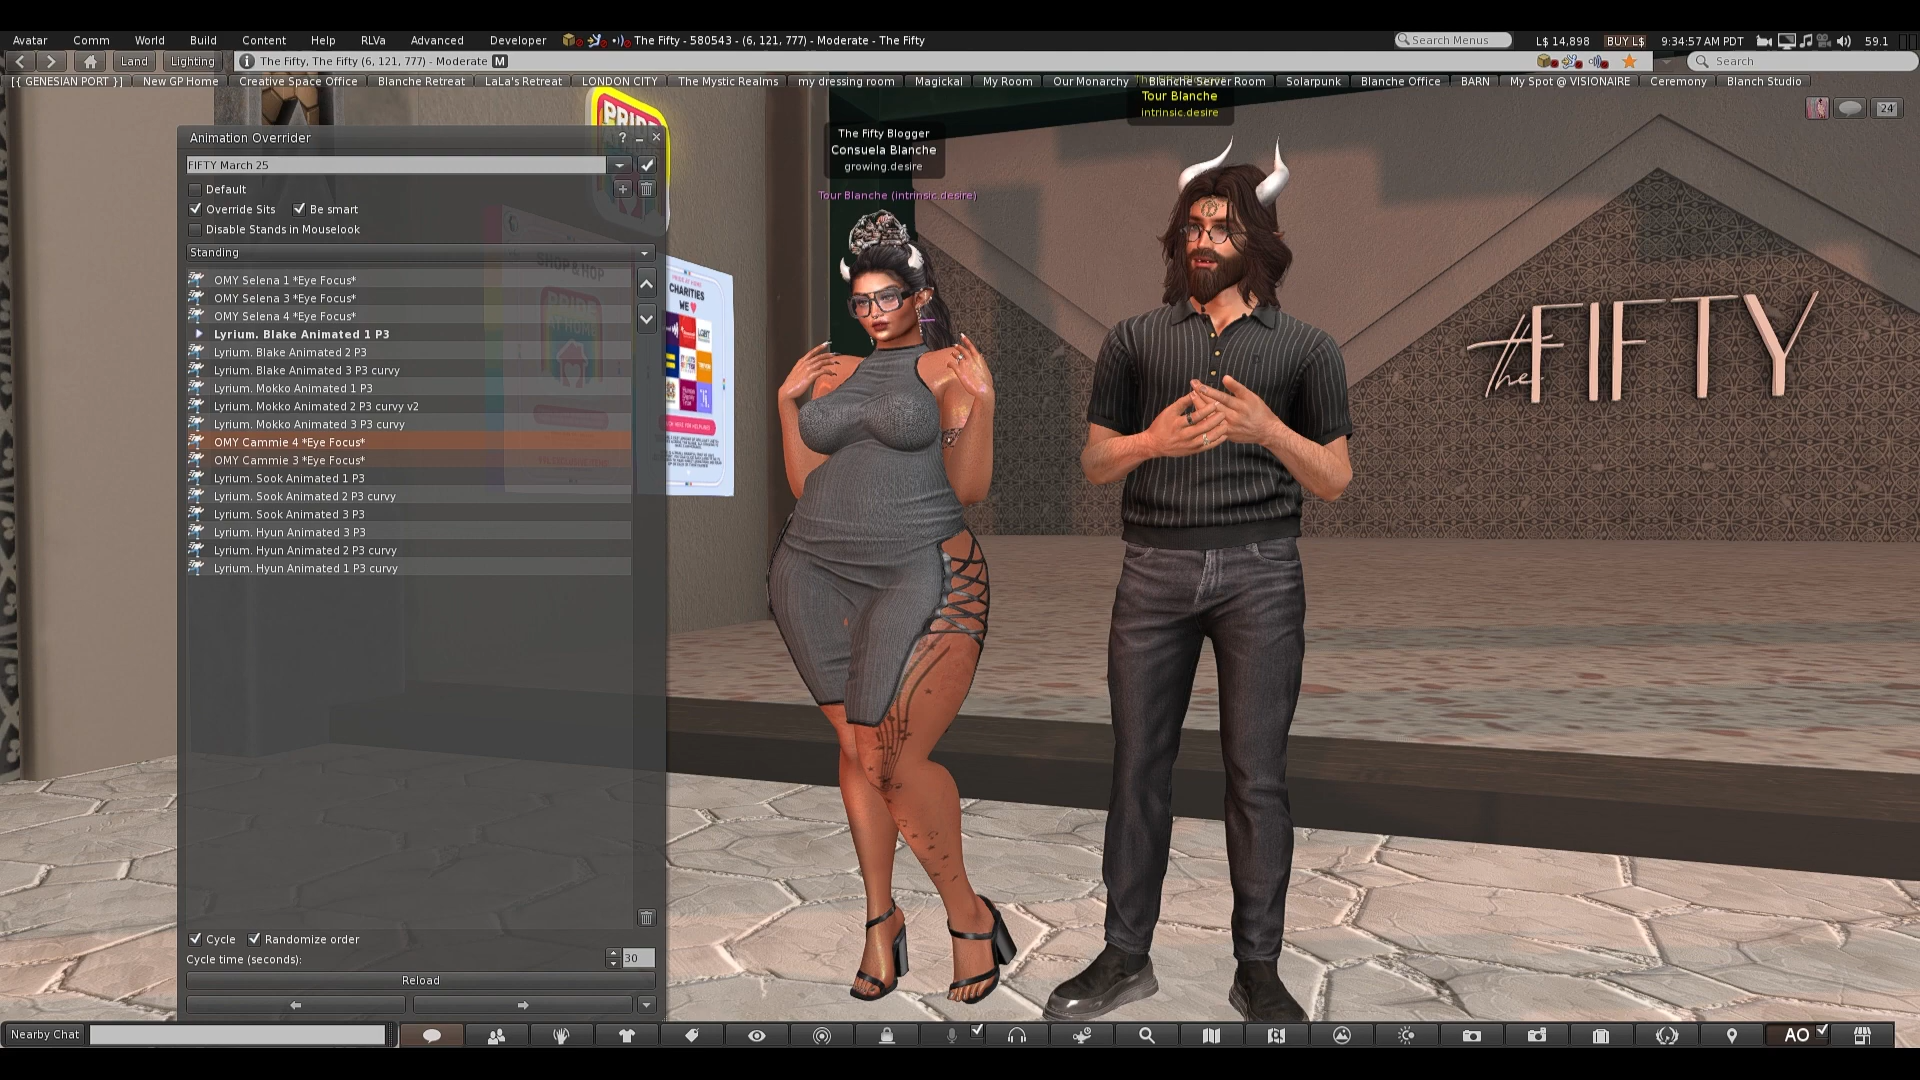 Avatar Comm World Build Content Help RLVa Advanced Developer The Fifty - 580543 - (6, 121, 777) - Moderate - The Fifty Search Menus L$ 14,898 BUY L$ 9:34:57 AM PDT 59.1
Land Lighting The Fifty, The Fifty (6, 121, 777) - Moderate M Search
[{ GENESIAN PORT }] New GP Home Creative Space Office Blanche Retreat LaLa's Retreat LONDON CITY The Mystic Realms my dressing room Magickal My Room Our Monarchy Blanche Server Room Solarpunk Blanche Office BARN My Spot @ VISIONAIRE Ceremony Blanch Studio
24
Tour Blanche
intrinsic.desire
The Fifty Blogger
Consuela Blanche
growing.desire
Tour Blanche (intrinsic.desire)
PRIDE
Animation Overrider ?
FIFTY March 25
Default
Override Sits Be smart
Disable Stands in Mouselook
Standing
OMY Selena 1 *Eye Focus*
OMY Selena 3 *Eye Focus*
OMY Selena 4 *Eye Focus*
Lyrium. Blake Animated 1 P3
Lyrium. Blake Animated 2 P3
Lyrium. Blake Animated 3 P3 curvy
Lyrium. Mokko Animated 1 P3
Lyrium. Mokko Animated 2 P3 curvy v2
Lyrium. Mokko Animated 3 P3 curvy
OMY Cammie 4 *Eye Focus*
OMY Cammie 3 *Eye Focus*
Lyrium. Sook Animated 1 P3
Lyrium. Sook Animated 2 P3 curvy
Lyrium. Sook Animated 3 P3
Lyrium. Hyun Animated 3 P3
Lyrium. Hyun Animated 2 P3 curvy
Lyrium. Hyun Animated 1 P3 curvy
Cycle Randomize order
Cycle time (seconds): 30
Reload
SHOP & HOP
PRIDE
CHARITIES
WE
the FIFTY
Nearby Chat AO